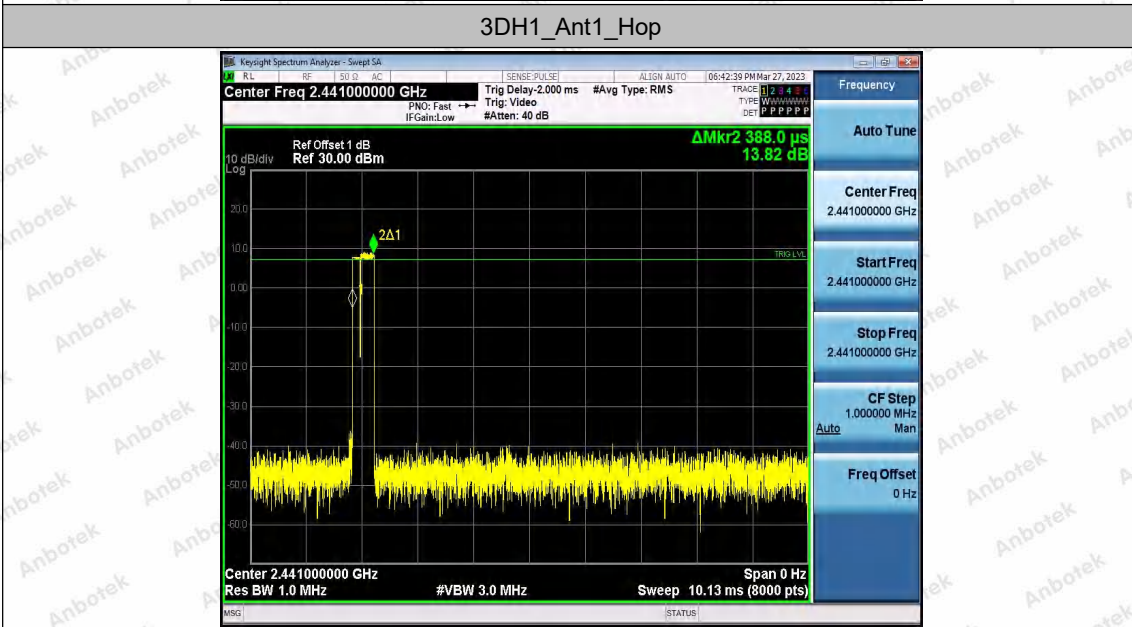 3DH1_Ant1_Hop
Keysight Spectrum Analyzer - Swept SA
LXI RL RF 50 Ω AC SENSE:PULSE ALIGN AUTO 06:42:39 PM Mar 27, 2023
Center Freq 2.441000000 GHz
PNO: Fast
IFGain:Low
Trig Delay-2.000 ms
Trig: Video
#Atten: 40 dB
#Avg Type: RMS
TRACE 1 2 3 4 5 6
TYPE WWWWWW
DET P P P P P P
ΔMkr2 388.0 µs
13.82 dB
Ref Offset 1 dB
10 dB/div Ref 30.00 dBm
Log
20.0
10.0
0.00
-10.0
-20.0
-30.0
-40.0
-50.0
-60.0
2Δ1
TRIG LVL
Center 2.441000000 GHz Span 0 Hz
Res BW 1.0 MHz #VBW 3.0 MHz Sweep 10.13 ms (8000 pts)
MSG STATUS
Frequency
Auto Tune
Center Freq
2.441000000 GHz
Start Freq
2.441000000 GHz
Stop Freq
2.441000000 GHz
CF Step
1.000000 MHz
Auto Man
Freq Offset
0 Hz
Anbotek